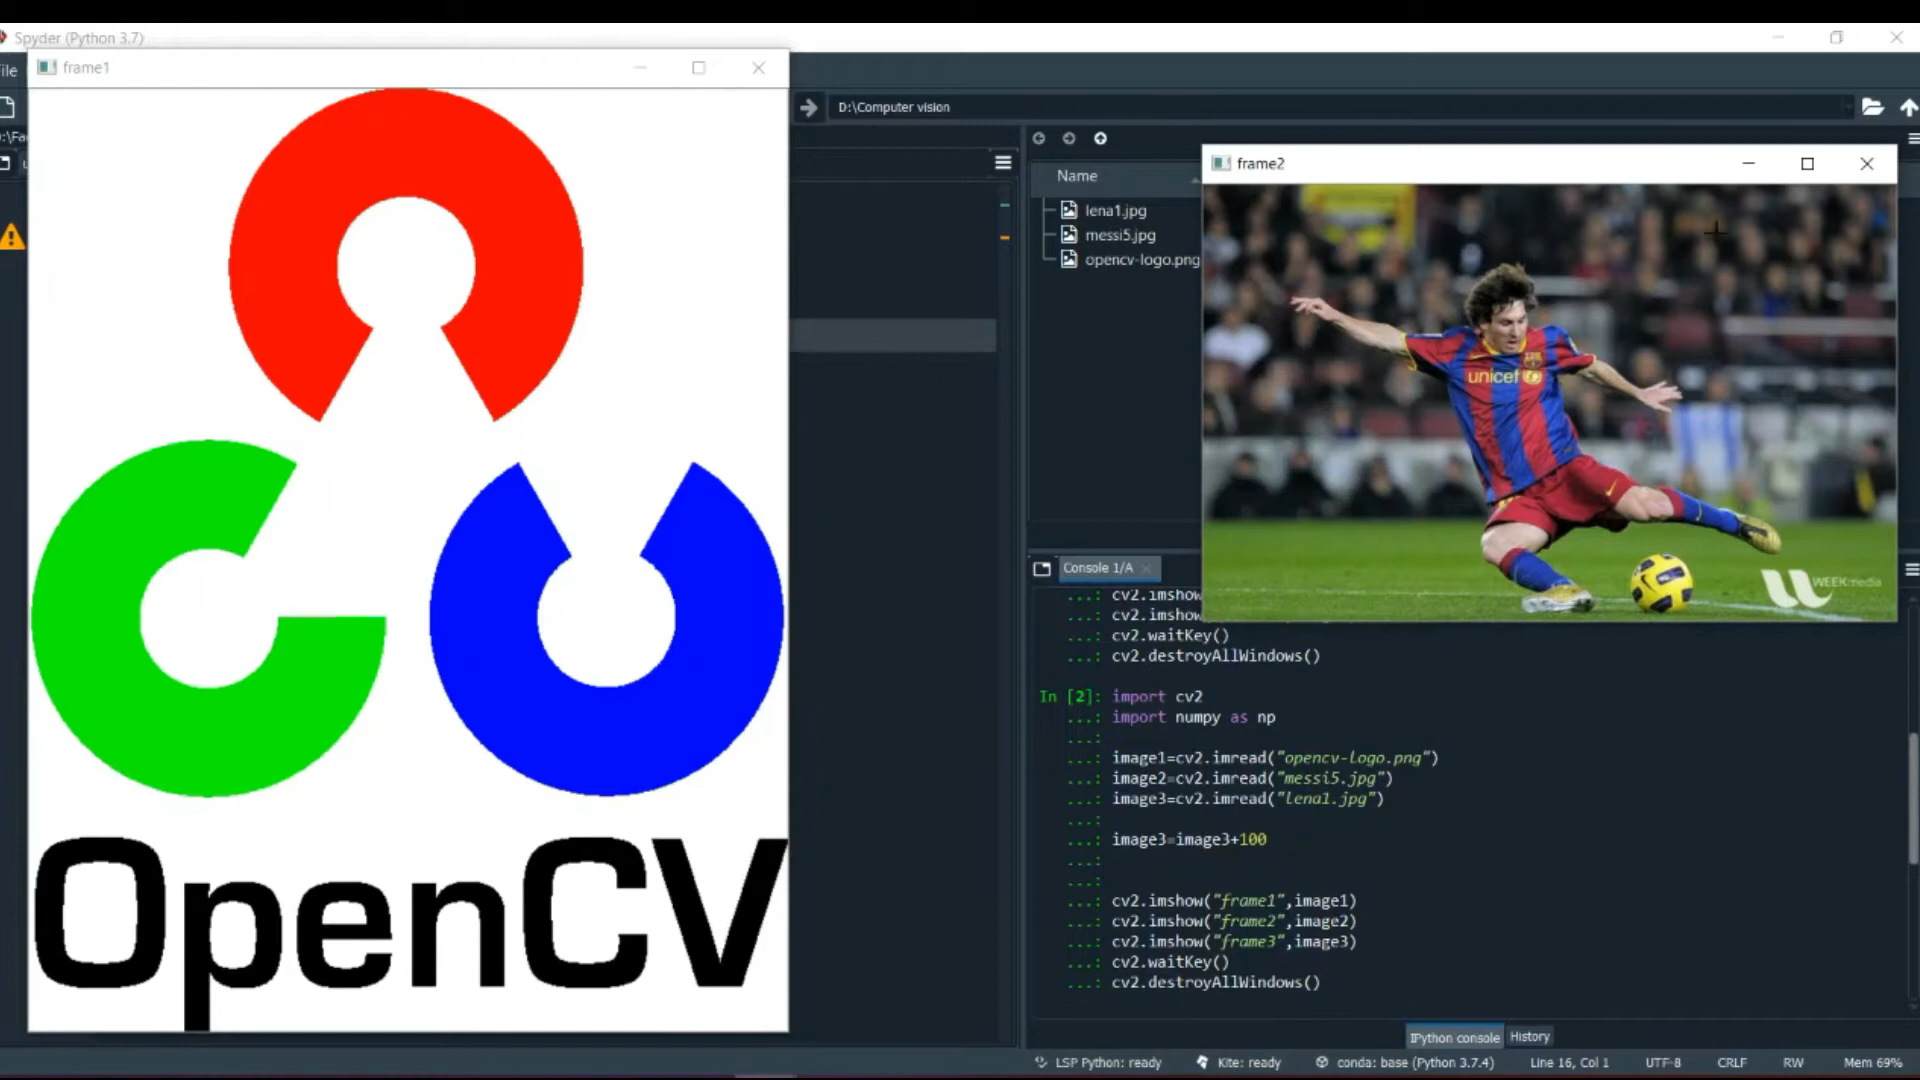 Spyder (Python 3.7)
frame1
D:\Computer vision
Name
lena1.jpg
messi5.jpg
opencv-logo.png
frame2
unicef
WEEKmedia
OpenCV
Console 1/A
...: cv2.imshow
...: cv2.imshow
...: cv2.waitKey()
...: cv2.destroyAllWindows()
In [2]: import cv2
...: import numpy as np
...:
...: image1=cv2.imread("opencv-logo.png")
...: image2=cv2.imread("messi5.jpg")
...: image3=cv2.imread("lena1.jpg")
...:
...: image3=image3+100
...:
...:
...: cv2.imshow("frame1",image1)
...: cv2.imshow("frame2",image2)
...: cv2.imshow("frame3",image3)
...: cv2.waitKey()
...: cv2.destroyAllWindows()
IPython console History
LSP Python: ready Kite: ready conda: base (Python 3.7.4) Line 16, Col 1 UTF-8 CRLF RW Mem 69%